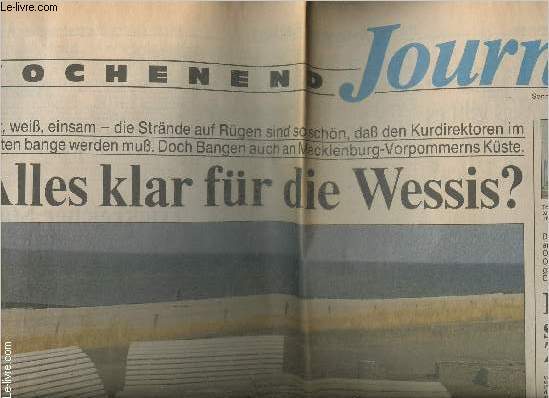 Le-livre.com
OCHENEND Journ
, weiß, einsam – die Strände auf Rügen sind so schön, daß den Kurdirektoren im
ten bange werden muß. Doch Bangen auch an Mecklenburg-Vorpommerns Küste.
Alles klar für die Wessis?
Le-livre.com
Le-livre.com